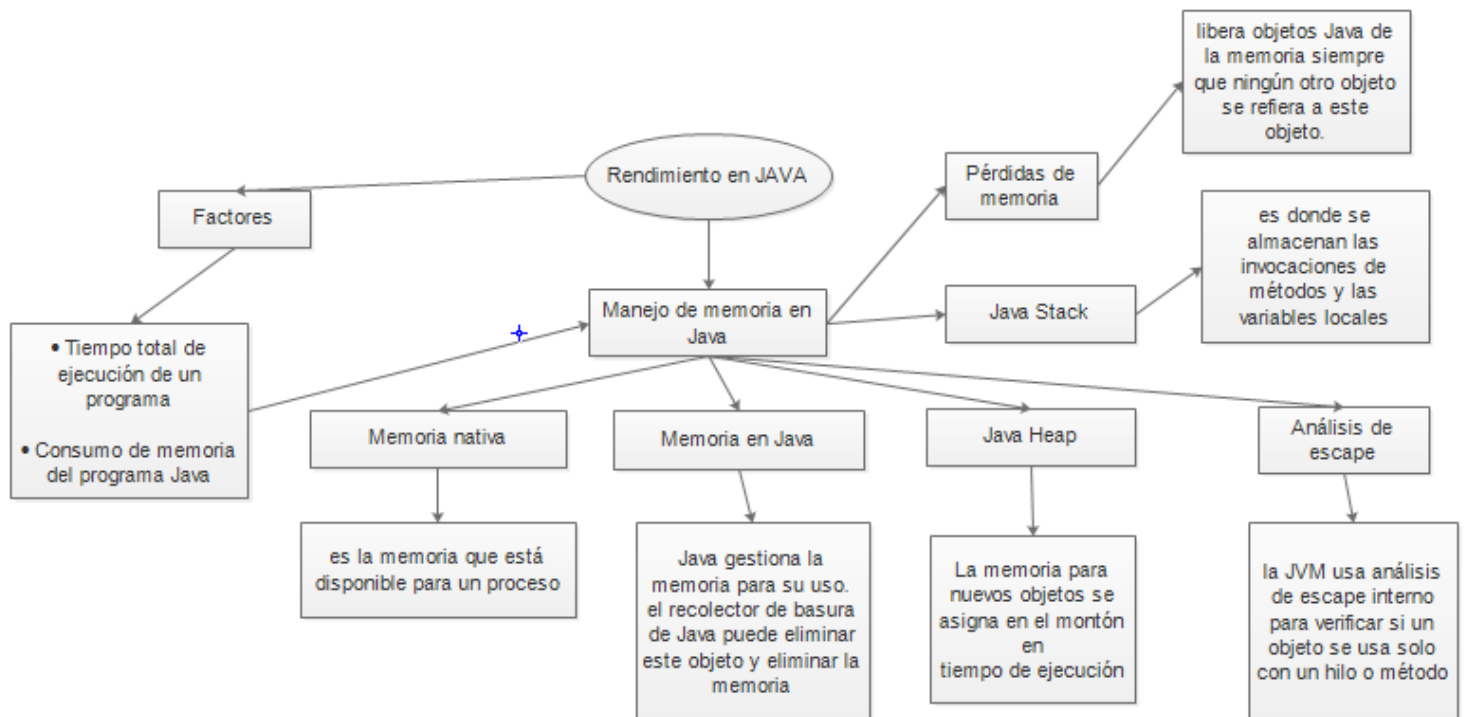 libera objetos Java de
la memoria siempre
que ningún otro objeto
se refiera a este
objeto.
Rendimiento en JAVA
Pérdidas de
memoria
Factores
es donde se
almacenan las
invocaciones de
métodos y las
variables locales
Manejo de memoria en
Java
Java Stack
• Tiempo total de
ejecución de un
programa
• Consumo de memoria
del programa Java
Memoria nativa
Memoria en Java
Java Heap
Análisis de
escape
es la memoria que está
disponible para un proceso
Java gestiona la
memoria para su uso.
el recolector de basura
de Java puede eliminar
este objeto y eliminar la
memoria
La memoria para
nuevos objetos se
asigna en el montón
en
tiempo de ejecución
la JVM usa análisis
de escape interno
para verificar si un
objeto se usa solo
con un hilo o método